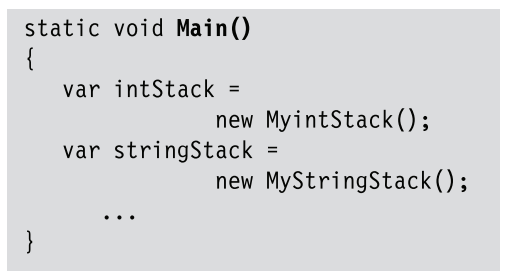 static void Main()
{
var intStack =
new MyintStack();
var stringStack =
new MyStringStack();
...
}